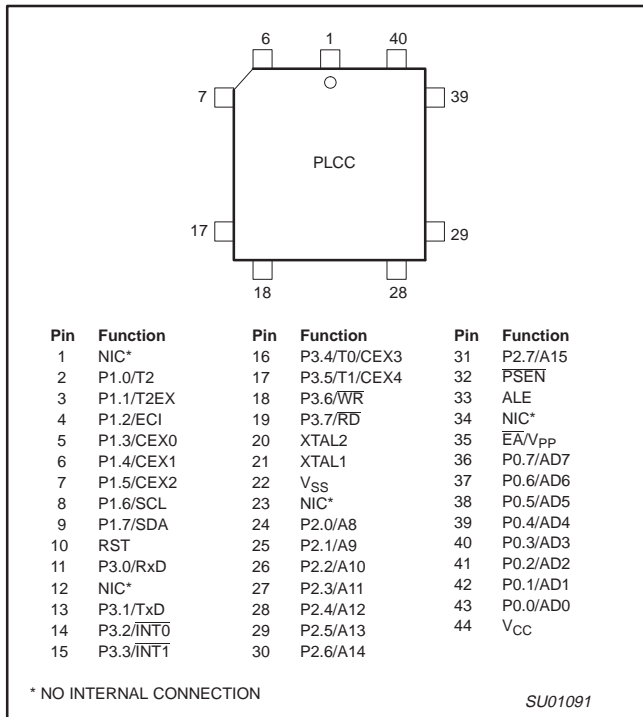 6 1 40
7 39
PLCC
17 29
18 28
Pin Function Pin Function Pin Function
1 NIC* 16 P3.4/T0/CEX3 31 P2.7/A15
2 P1.0/T2 17 P3.5/T1/CEX4 32 P̅S̅E̅N̅
3 P1.1/T2EX 18 P3.6/W̅R̅ 33 ALE
4 P1.2/ECI 19 P3.7/R̅D̅ 34 NIC*
5 P1.3/CEX0 20 XTAL2 35 E̅A̅/VPP
6 P1.4/CEX1 21 XTAL1 36 P0.7/AD7
7 P1.5/CEX2 22 VSS 37 P0.6/AD6
8 P1.6/SCL 23 NIC* 38 P0.5/AD5
9 P1.7/SDA 24 P2.0/A8 39 P0.4/AD4
10 RST 25 P2.1/A9 40 P0.3/AD3
11 P3.0/RxD 26 P2.2/A10 41 P0.2/AD2
12 NIC* 27 P2.3/A11 42 P0.1/AD1
13 P3.1/TxD 28 P2.4/A12 43 P0.0/AD0
14 P3.2/I̅N̅T̅0̅ 29 P2.5/A13 44 VCC
15 P3.3/I̅N̅T̅1̅ 30 P2.6/A14
* NO INTERNAL CONNECTION
SU01091